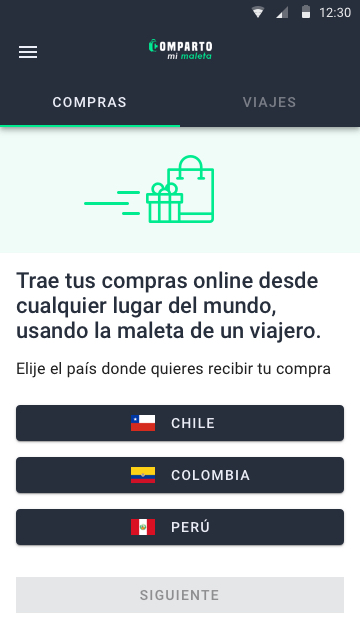 12:30
COMPARTO
mi maleta
COMPRAS
VIAJES
Trae tus compras online desde
cualquier lugar del mundo,
usando la maleta de un viajero.
Elije el país donde quieres recibir tu compra
CHILE
COLOMBIA
PERÚ
SIGUIENTE